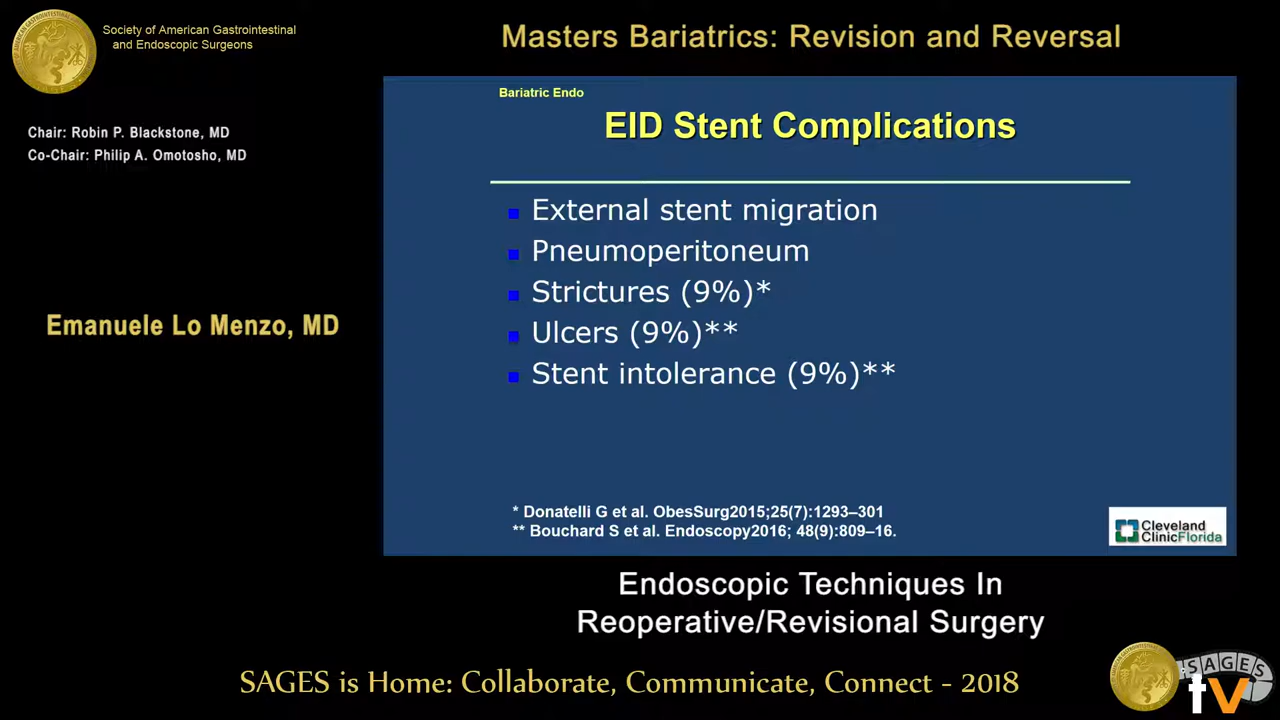 Society of American Gastrointestinal
and Endoscopic Surgeons
Masters Bariatrics: Revision and Reversal
Chair: Robin P. Blackstone, MD
Co-Chair: Philip A. Omotosho, MD
Emanuele Lo Menzo, MD
Bariatric Endo
EID Stent Complications
External stent migration
Pneumoperitoneum
Strictures (9%)*
Ulcers (9%)**
Stent intolerance (9%)**
* Donatelli G et al. ObesSurg2015;25(7):1293–301
** Bouchard S et al. Endoscopy2016; 48(9):809–16.
Cleveland
ClinicFlorida
Endoscopic Techniques In
Reoperative/Revisional Surgery
SAGES is Home: Collaborate, Communicate, Connect - 2018
SAGES
tv